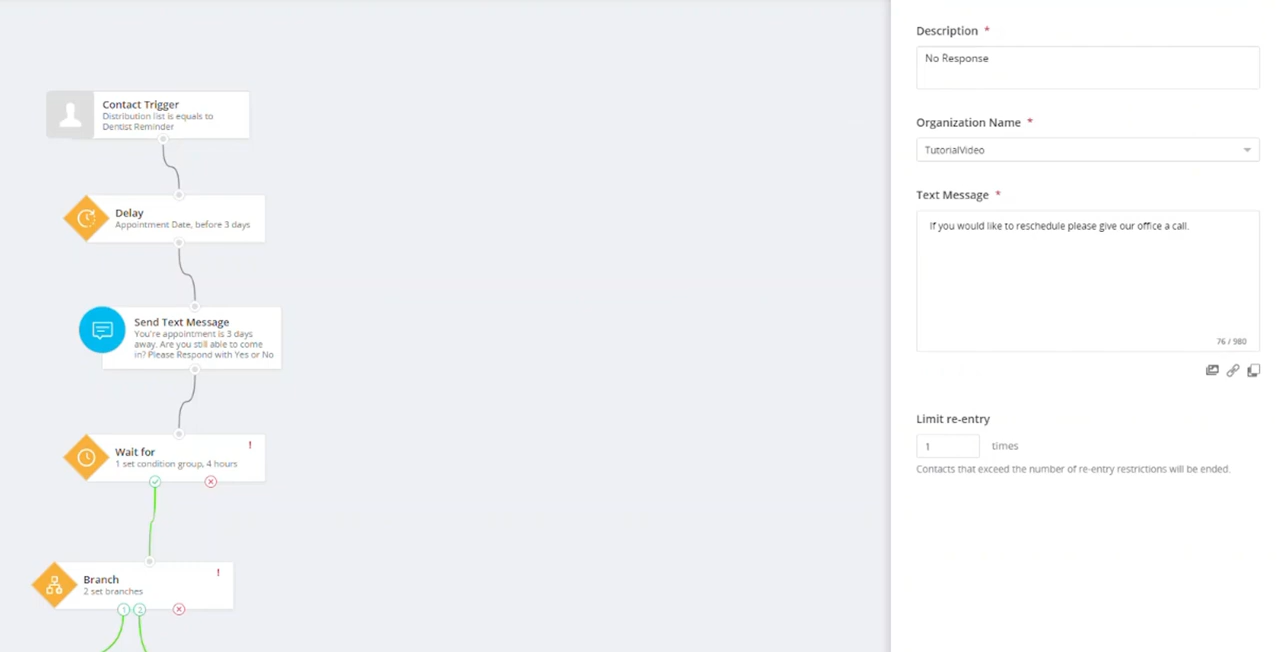 Contact Trigger
Distribution list is equals to
Dentist Reminder
Delay
Appointment Date, before 3 days
Send Text Message
You're appointment is 3 days
away. Are you still able to come
in? Please Respond with Yes or No
Wait for
!
1 set condition group, 4 hours
Branch
!
2 set branches
1 2
Description *
No Response
Organization Name *
TutorialVideo
Text Message *
If you would like to reschedule please give our office a call.
76 / 980
Limit re-entry
1 times
Contacts that exceed the number of re-entry restrictions will be ended.